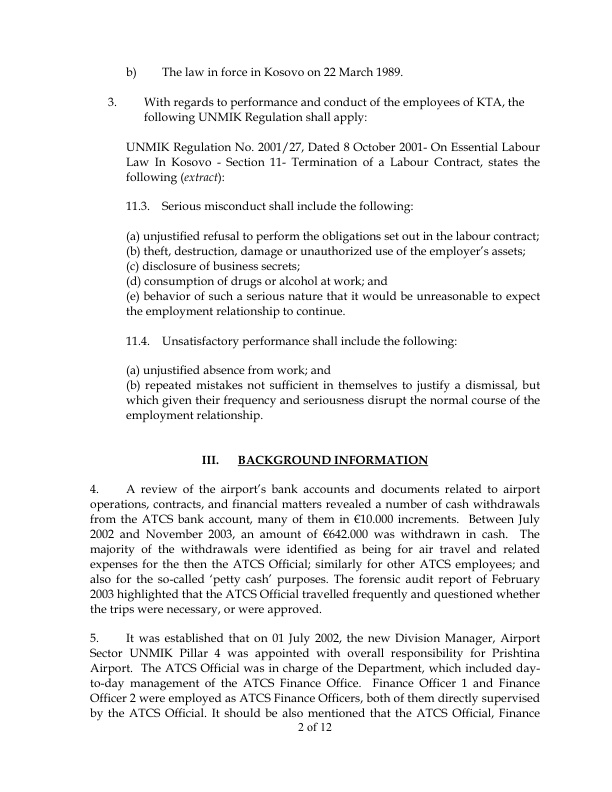 b) The law in force in Kosovo on 22 March 1989.
3. With regards to performance and conduct of the employees of KTA, the
following UNMIK Regulation shall apply:
UNMIK Regulation No. 2001/27, Dated 8 October 2001- On Essential Labour
Law In Kosovo - Section 11- Termination of a Labour Contract, states the
following (extract):
11.3. Serious misconduct shall include the following:
(a) unjustified refusal to perform the obligations set out in the labour contract;
(b) theft, destruction, damage or unauthorized use of the employer’s assets;
(c) disclosure of business secrets;
(d) consumption of drugs or alcohol at work; and
(e) behavior of such a serious nature that it would be unreasonable to expect
the employment relationship to continue.
11.4. Unsatisfactory performance shall include the following:
(a) unjustified absence from work; and
(b) repeated mistakes not sufficient in themselves to justify a dismissal, but
which given their frequency and seriousness disrupt the normal course of the
employment relationship.
III. BACKGROUND INFORMATION
4. A review of the airport’s bank accounts and documents related to airport
operations, contracts, and financial matters revealed a number of cash withdrawals
from the ATCS bank account, many of them in €10.000 increments. Between July
2002 and November 2003, an amount of €642.000 was withdrawn in cash. The
majority of the withdrawals were identified as being for air travel and related
expenses for the then the ATCS Official; similarly for other ATCS employees; and
also for the so-called ‘petty cash’ purposes. The forensic audit report of February
2003 highlighted that the ATCS Official travelled frequently and questioned whether
the trips were necessary, or were approved.
5. It was established that on 01 July 2002, the new Division Manager, Airport
Sector UNMIK Pillar 4 was appointed with overall responsibility for Prishtina
Airport. The ATCS Official was in charge of the Department, which included day-
to-day management of the ATCS Finance Office. Finance Officer 1 and Finance
Officer 2 were employed as ATCS Finance Officers, both of them directly supervised
by the ATCS Official. It should be also mentioned that the ATCS Official, Finance
2 of 12